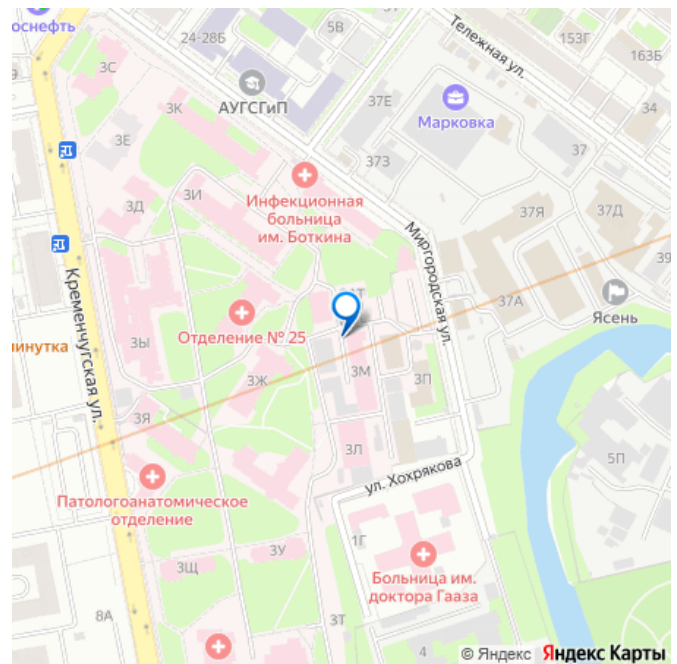 оснефть
5В
Тележная ул.
153Г
24-28Б
163Б
3С
АУГСГиП
37Е
3К
Марковка
34
3Е
373
37
3И
Инфекционная
больница
им. Боткина
3Д
37Я
37Д
Миргородская ул.
39
37А
Ясень
Кременчугская ул.
Отделение № 25
3Ы
минутка
3Ж
3М
3П
3Я
3Л
ул. Хохрякова
5П
Патологоанатомическое
отделение
1Г
3У
3Щ
Больница им.
доктора Гааза
8А
3Т
4
© Яндекс Яндекс Карты